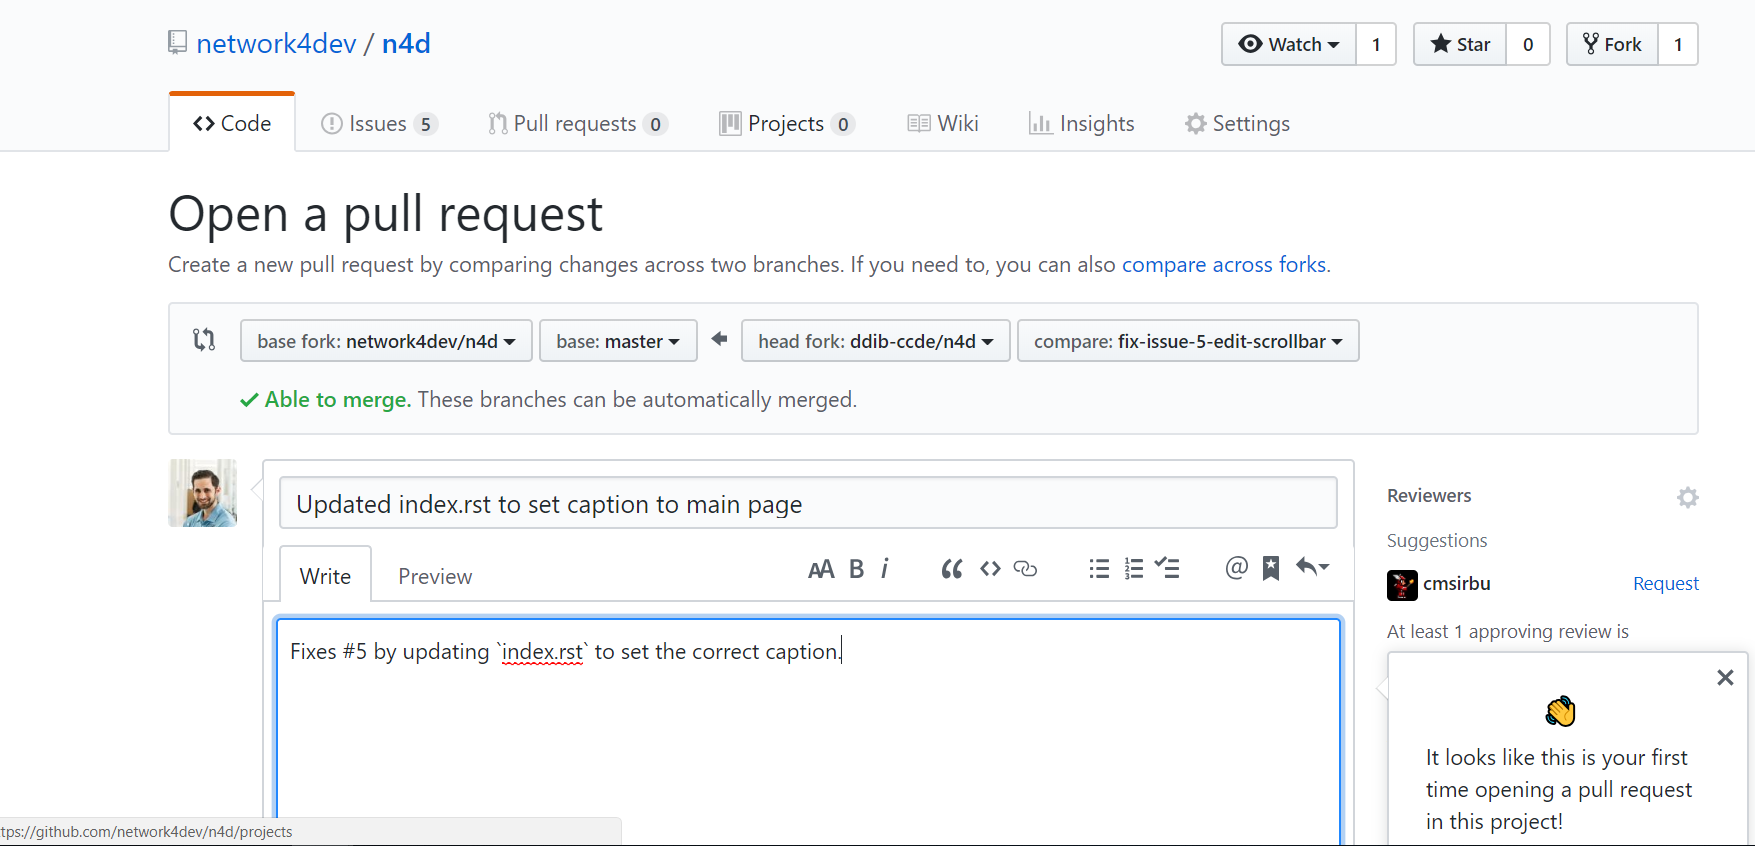 network4dev / n4d
Watch 1 Star 0 Fork 1
Code Issues 5 Pull requests 0 Projects 0 Wiki Insights Settings
Open a pull request
Create a new pull request by comparing changes across two branches. If you need to, you can also compare across forks.
base fork: network4dev/n4d base: master head fork: ddib-ccde/n4d compare: fix-issue-5-edit-scrollbar
Able to merge. These branches can be automatically merged.
Updated index.rst to set caption to main page
Write Preview AA B i @
Fixes #5 by updating `index.rst` to set the correct caption.
Reviewers
Suggestions
cmsirbu Request
At least 1 approving review is
It looks like this is your first
time opening a pull request
in this project!
tps://github.com/network4dev/n4d/projects